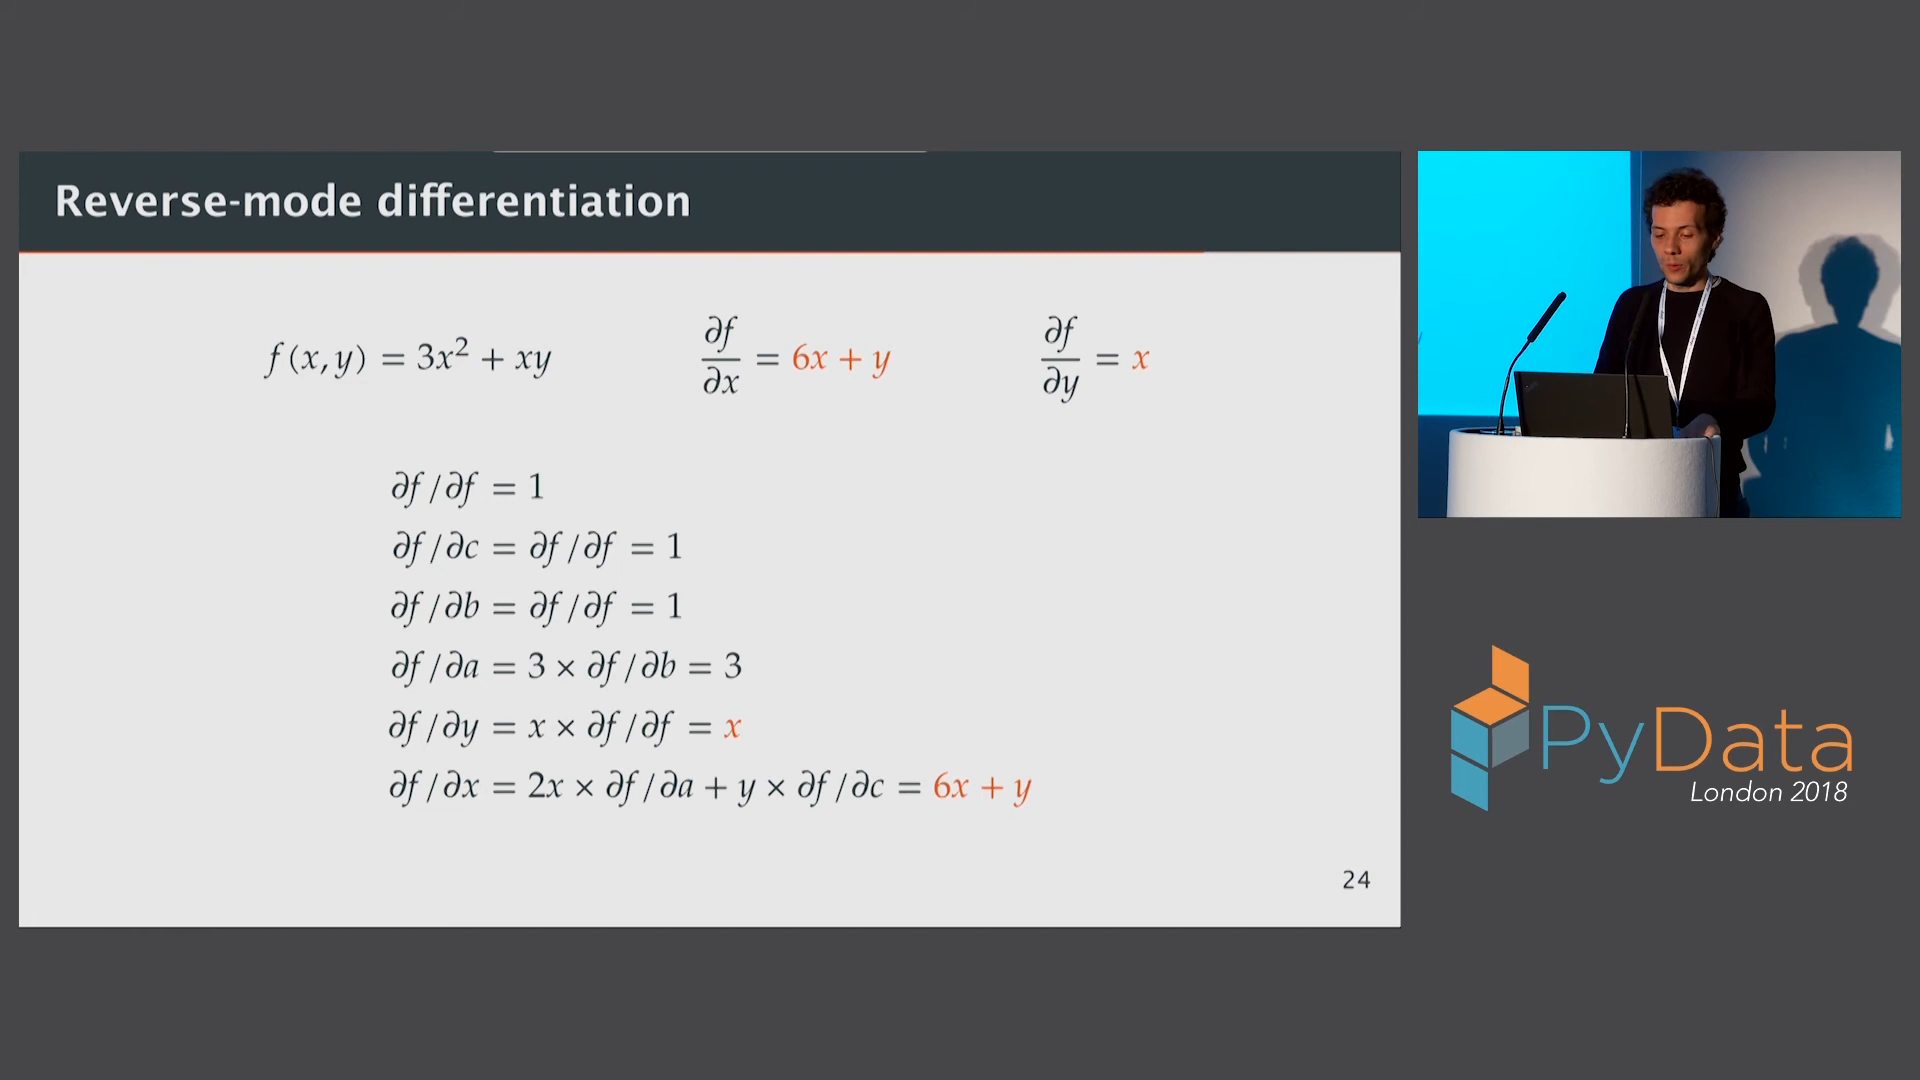 Reverse-mode differentiation
f(x, y) = 3x² + xy
∂f/∂x = 6x + y
∂f/∂y = x
∂f/∂f = 1
∂f/∂c = ∂f/∂f = 1
∂f/∂b = ∂f/∂f = 1
∂f/∂a = 3 × ∂f/∂b = 3
∂f/∂y = x × ∂f/∂f = x
∂f/∂x = 2x × ∂f/∂a + y × ∂f/∂c = 6x + y
24
PyData
London 2018